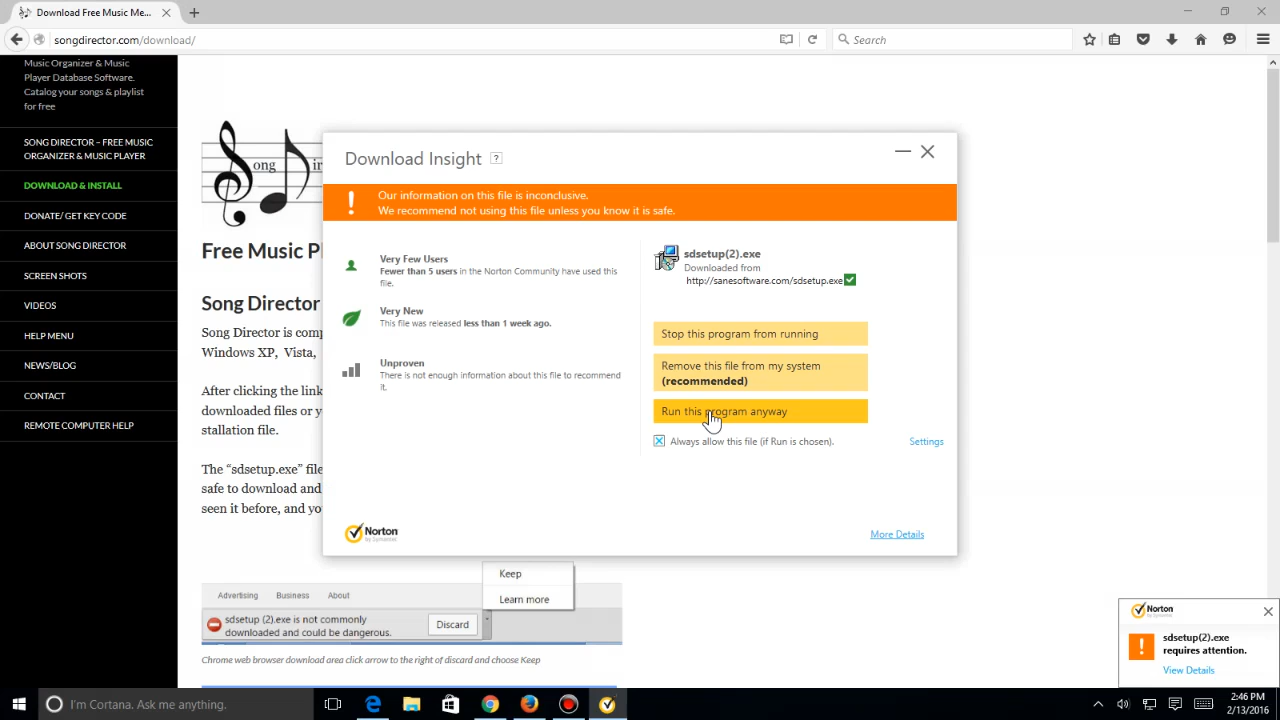 Download Free Music Me...
songdirector.com/download/
Search
Music Organizer & Music
Player Database Software.
Catalog your songs & playlist
for free
SONG DIRECTOR – FREE MUSIC
ORGANIZER & MUSIC PLAYER
DOWNLOAD & INSTALL
DONATE/ GET KEY CODE
ABOUT SONG DIRECTOR
SCREEN SHOTS
VIDEOS
HELP MENU
NEWS/BLOG
CONTACT
REMOTE COMPUTER HELP
Song Dir
Free Music Pl
Song Director
Song Director is comp
Windows XP, Vista,
After clicking the link
downloaded files or yo
stallation file.
The “sdsetup.exe” file
safe to download and
seen it before, and yo
Download Insight ?
Our information on this file is inconclusive.
We recommend not using this file unless you know it is safe.
Very Few Users
Fewer than 5 users in the Norton Community have used this
file.
Very New
This file was released less than 1 week ago.
Unproven
There is not enough information about this file to recommend
it.
sdsetup(2).exe
Downloaded from
http://sanesoftware.com/sdsetup.exe
Stop this program from running
Remove this file from my system
(recommended)
Run this program anyway
Always allow this file (if Run is chosen).
Settings
Norton
by Symantec
More Details
Keep
Learn more
Advertising Business About
sdsetup (2).exe is not commonly
downloaded and could be dangerous.
Discard
Chrome web browser download area click arrow to the right of discard and choose Keep
Norton
sdsetup(2).exe
requires attention.
View Details
I'm Cortana. Ask me anything.
2:46 PM
2/13/2016